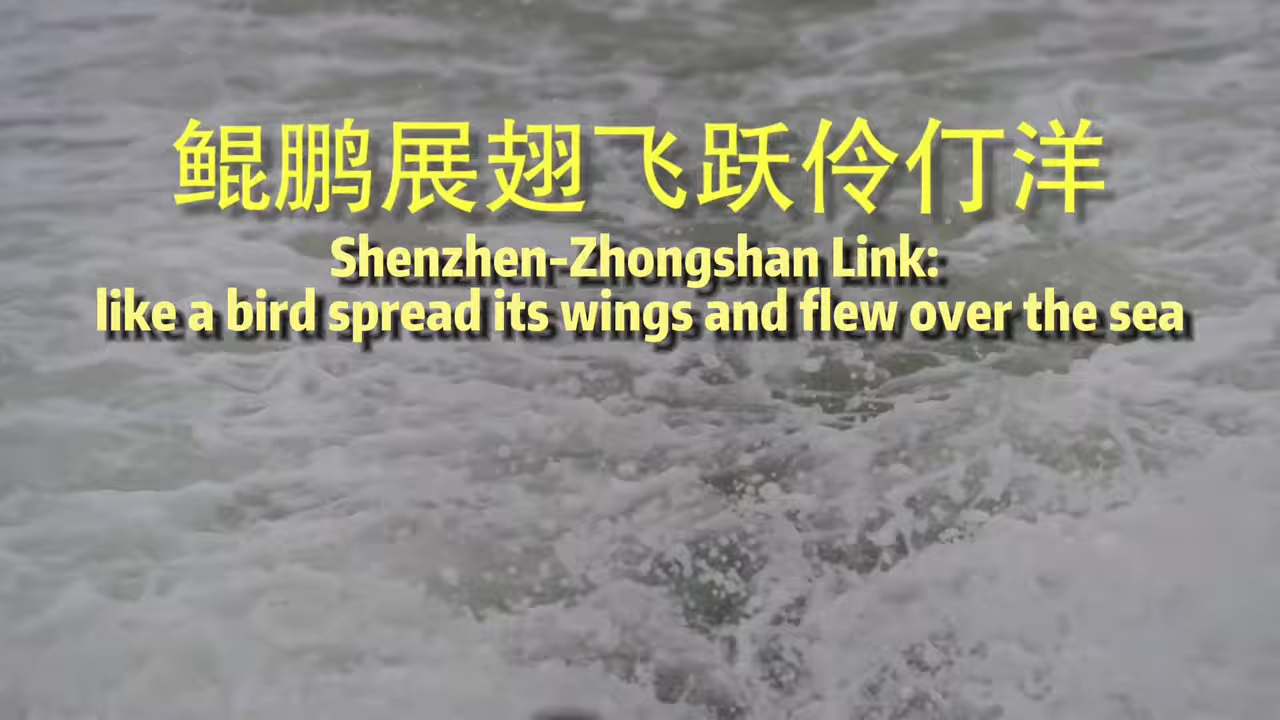 鲲鹏展翅飞跃伶仃洋
Shenzhen-Zhongshan Link:
like a bird spread its wings and flew over the sea